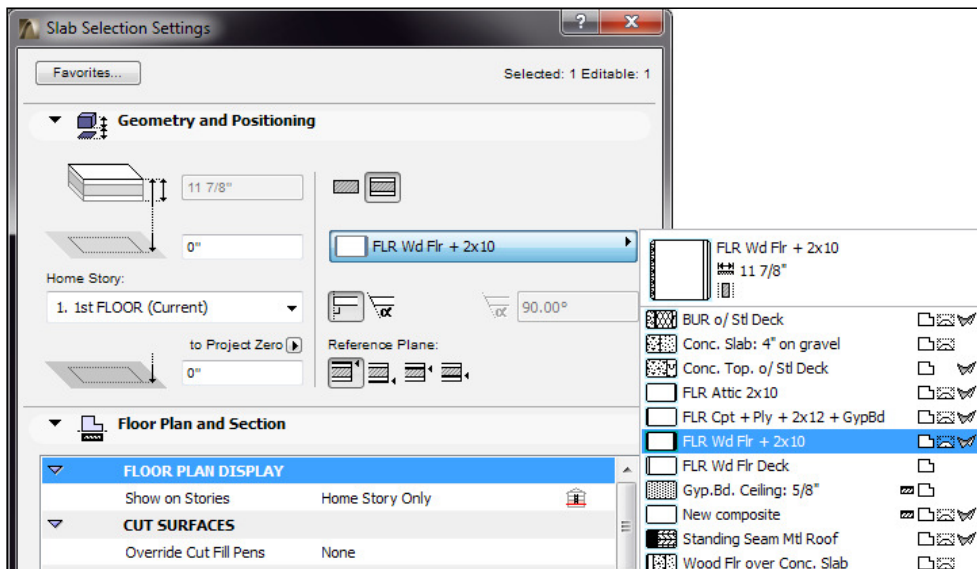 Slab Selection Settings
?
X
Favorites...
Selected: 1 Editable: 1
Geometry and Positioning
11 7/8"
0"
FLR Wd Flr + 2x10
FLR Wd Flr + 2x10
11 7/8"
Home Story:
1. 1st FLOOR (Current)
α
α
90.00°
to Project Zero
Reference Plane:
0"
BUR o/ Stl Deck
Conc. Slab: 4" on gravel
Conc. Top. o/ Stl Deck
FLR Attic 2x10
FLR Cpt + Ply + 2x12 + GypBd
FLR Wd Flr + 2x10
FLR Wd Flr Deck
Gyp.Bd. Ceiling: 5/8"
New composite
Standing Seam Mtl Roof
Wood Flr over Conc. Slab
Floor Plan and Section
FLOOR PLAN DISPLAY
Show on Stories Home Story Only
CUT SURFACES
Override Cut Fill Pens None